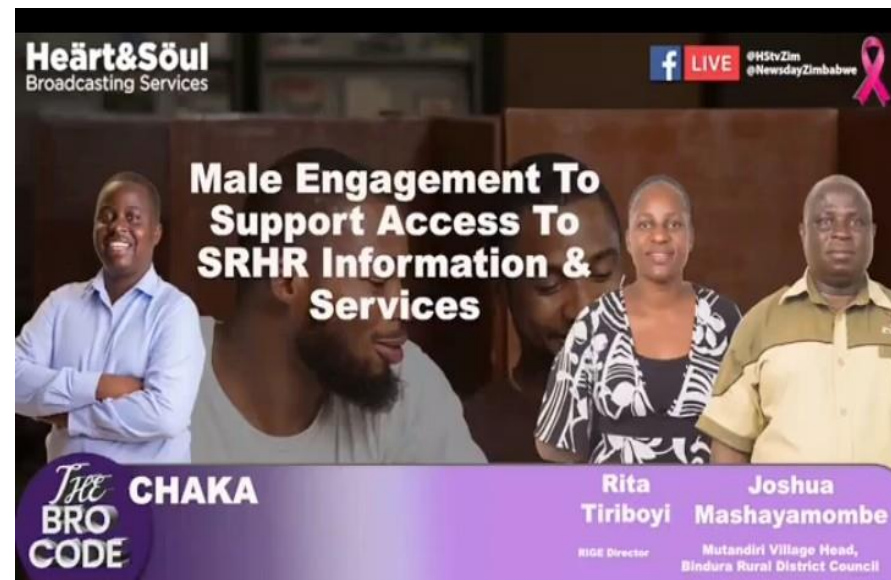 Heärt&Söul
Broadcasting Services
f LIVE @HStvZim
@NewsdayZimbabwe
Male Engagement To
Support Access To
SRHR Information &
Services
THE
BRO
CODE
CHAKA
Rita
Tiriboyi
RIGE Director
Joshua
Mashayamombe
Mutandiri Village Head,
Bindura Rural District Council